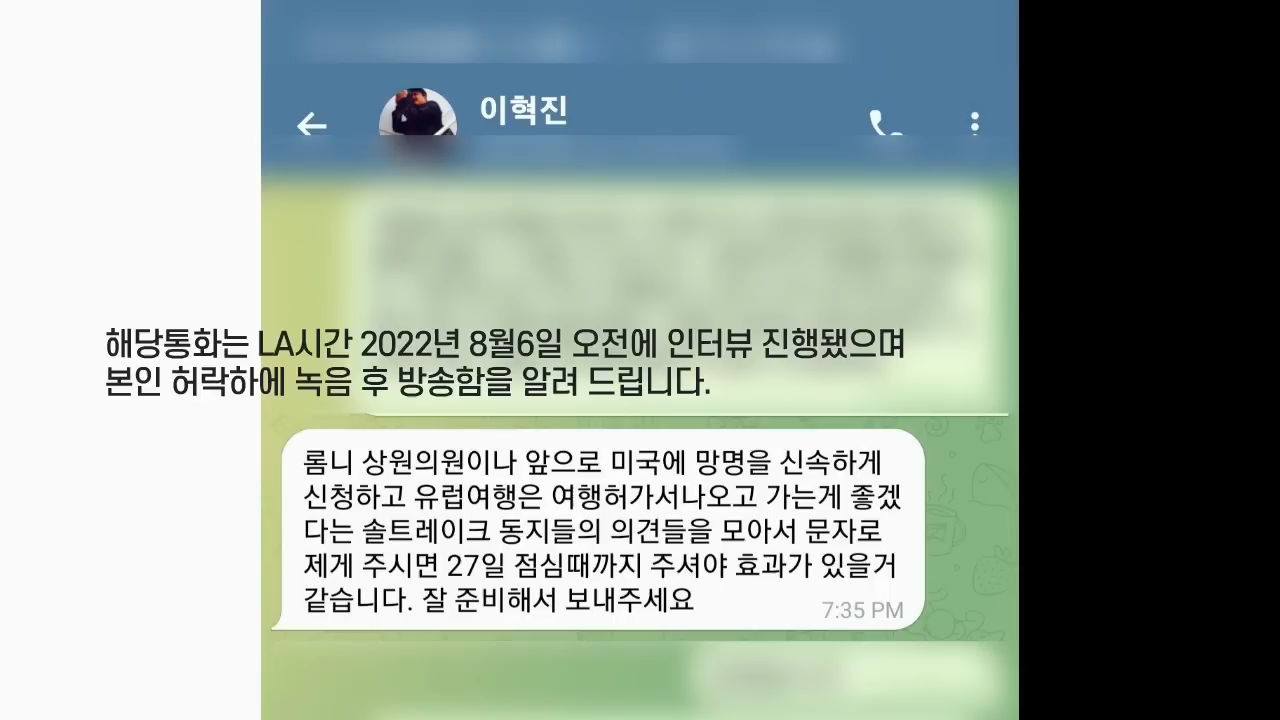 이혁진
해당통화는 LA시간 2022년 8월6일 오전에 인터뷰 진행됐으며
본인 허락하에 녹음 후 방송함을 알려 드립니다.
롬니 상원의원이나 앞으로 미국에 망명을 신속하게
신청하고 유럽여행은 여행허가서나오고 가는게 좋겠
다는 솔트레이크 동지들의 의견들을 모아서 문자로
제게 주시면 27일 점심때까지 주셔야 효과가 있을거
같습니다. 잘 준비해서 보내주세요
7:35 PM